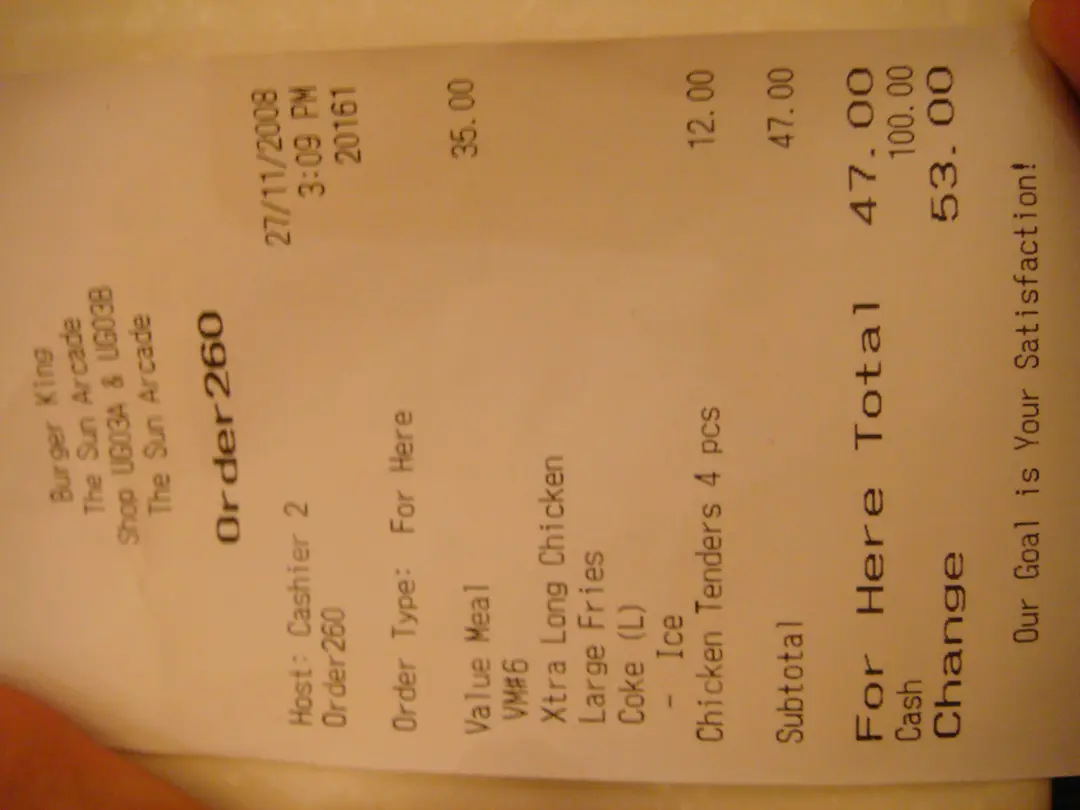 Burger King
The Sun Arcade
Shop UG03A & UG03B
The Sun Arcade
Order260
27/11/2008
Host: Cashier 2 3:09 PM
Order260 20161
Order Type: For Here
Value Meal 35.00
VM#6
Xtra Long Chicken
Large Fries
Coke (L)
- Ice
Chicken Tenders 4 pcs 12.00
Subtotal 47.00
For Here Total 47.00
Cash 100.00
Change 53.00
Our Goal is Your Satisfaction!